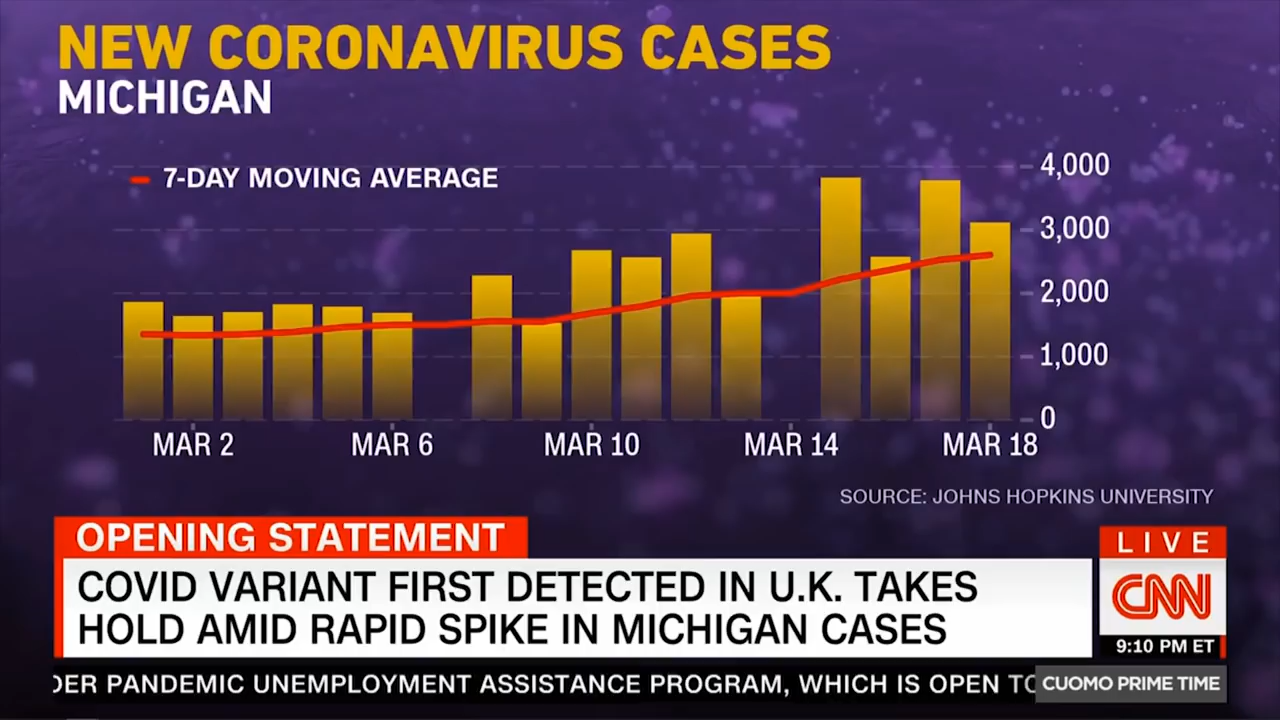 NEW CORONAVIRUS CASES
MICHIGAN
7-DAY MOVING AVERAGE
4,000
3,000
2,000
1,000
0
MAR 2 MAR 6 MAR 10 MAR 14 MAR 18
SOURCE: JOHNS HOPKINS UNIVERSITY
OPENING STATEMENT
COVID VARIANT FIRST DETECTED IN U.K. TAKES
HOLD AMID RAPID SPIKE IN MICHIGAN CASES
LIVE
CNN
9:10 PM ET
PANDEMIC UNEMPLOYMENT ASSISTANCE PROGRAM, WHICH IS OPEN
CUOMO PRIME TIME